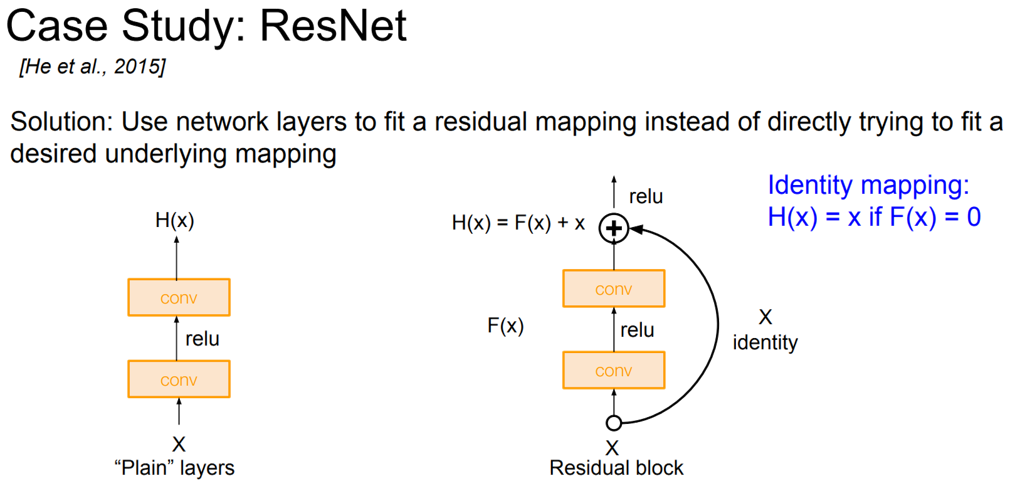 Case Study: ResNet
[He et al., 2015]
Solution: Use network layers to fit a residual mapping instead of directly trying to fit a
desired underlying mapping
Identity mapping:
H(x) = x if F(x) = 0
H(x)
conv
relu
conv
X
“Plain” layers
relu
H(x) = F(x) + x
+
conv
F(x)
relu
X
identity
conv
X
Residual block